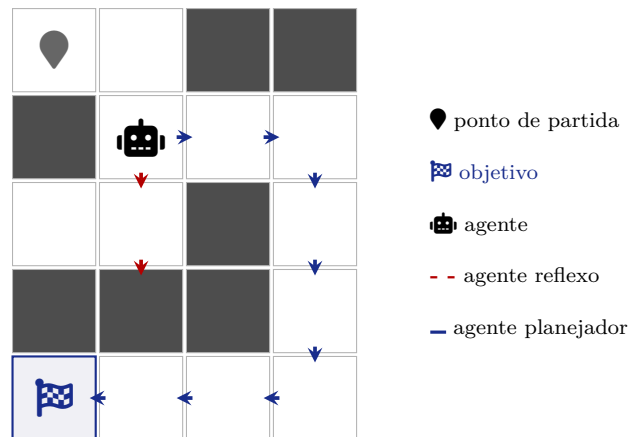 ponto de partida
objetivo
agente
agente reflexo
agente planejador